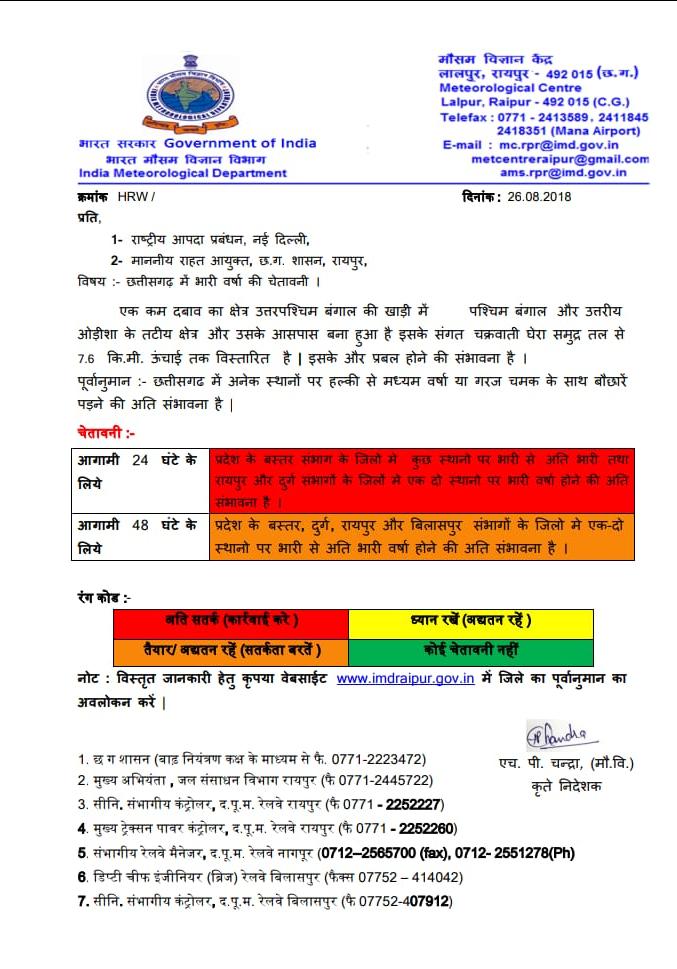 भारत सरकार Government of India
भारत मौसम विज्ञान विभाग
India Meteorological Department
मौसम विज्ञान केंद्र
लालपुर, रायपुर - 492 015 (छ.ग.)
Meteorological Centre
Lalpur, Raipur - 492 015 (C.G.)
Telefax : 0771 - 2413589, 2411845
2418351 (Mana Airport)
E-mail : mc.rpr@imd.gov.in
metcentreraipur@gmail.com
ams.rpr@imd.gov.in
क्रमांक HRW /
दिनांक : 26.08.2018
प्रति,
1- राष्ट्रीय आपदा प्रबंधन, नई दिल्ली,
2- माननीय राहत आयुक्त, छ.ग. शासन, रायपुर,
विषय :- छत्तीसगढ़ में भारी वर्षा की चेतावनी ।
एक कम दबाव का क्षेत्र उत्तरपश्चिम बंगाल की खाड़ी में पश्चिम बंगाल और उत्तरीय
ओड़ीशा के तटीय क्षेत्र और उसके आसपास बना हुआ है इसके संगत चक्रवाती घेरा समुद्र तल से
7.6 कि.मी. ऊंचाई तक विस्तारित है | इसके और प्रबल होने की संभावना है ।
पूर्वानुमान :- छत्तीसगढ में अनेक स्थानों पर हल्की से मध्यम वर्षा या गरज चमक के साथ बौछारें
पड़ने की अति संभावना है |
चेतावनी :-
आगामी 24 घंटे के
लिये
प्रदेश के बस्तर संभाग के जिलो मे कुछ स्थानो पर भारी से अति भारी तथा
रायपुर और दुर्ग संभागों के जिलों में एक दो स्थानो पर भारी वर्षा होने की अति
संभावना है ।
आगामी 48 घंटे के
लिये
प्रदेश के बस्तर, दुर्ग, रायपुर और बिलासपुर संभागों के जिलो मे एक-दो
स्थानो पर भारी से अति भारी वर्षा होने की अति संभावना है ।
रंग कोड :-
अति सतर्क (कार्रवाई करे ) ध्यान रखें (अद्यतन रहें )
तैयार/ अद्यतन रहें (सतर्कता बरतें ) कोई चेतावनी नहीं
नोट : विस्तृत जानकारी हेतु कृपया वेबसाईट www.imdraipur.gov.in में जिले का पूर्वानुमान का
अवलोकन करें |
एच. पी. चन्द्रा, (मौ.वि.)
कृते निदेशक
1. छ ग शासन (बाढ़ नियंत्रण कक्ष के माध्यम से फै. 0771-2223472)
2. मुख्य अभियंता , जल संसाधन विभाग रायपुर (फै 0771-2445722)
3. सीनि. संभागीय कंट्रोलर, द.पू.म. रेलवे रायपुर (फै 0771 - 2252227)
4. मुख्य ट्रेक्सन पावर कंट्रोलर, द.पू.म. रेलवे रायपुर (फै 0771 - 2252260)
5. संभागीय रेलवे मैनेजर, द.पू.म. रेलवे नागपूर (0712–2565700 (fax), 0712- 2551278(Ph)
6. डिप्टी चीफ इंजीनियर (ब्रिज) रेलवे बिलासपुर (फैक्स 07752 – 414042)
7. सीनि. संभागीय कंट्रोलर, द.पू.म. रेलवे बिलासपुर (फै 07752-407912)